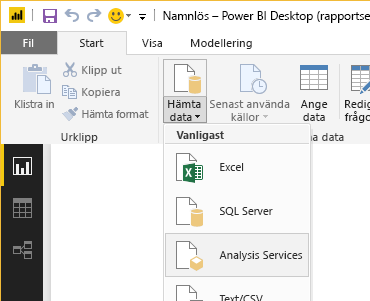 Namnlös – Power BI Desktop (rapportse
Fil
Start
Visa
Modellering
Klistra in
Klipp ut
Kopiera
Hämta format
Urklipp
Hämta data
Senast använda källor
Ange data
Redig
frågo
na data
Vanligast
Excel
SQL Server
Analysis Services
Text/CSV